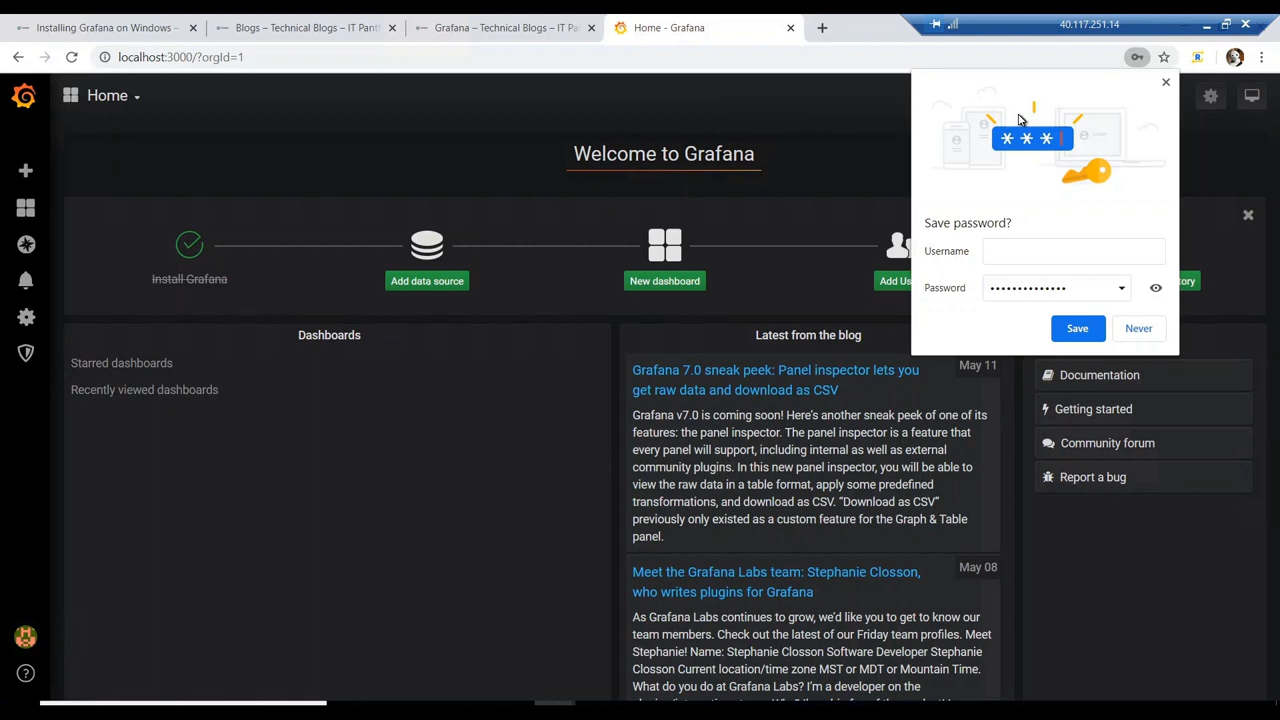 Installing Grafana on Windows –
Blogs – Technical Blogs – IT Pant
Grafana – Technical Blogs – IT Pan
Home - Grafana
40.117.251.14
localhost:3000/?orgId=1
Home
Welcome to Grafana
Install Grafana
Add data source
New dashboard
Add Us
tory
Save password?
Username
Password ••••••••••••••
Save
Never
Dashboards
Starred dashboards
Recently viewed dashboards
Latest from the blog
Grafana 7.0 sneak peek: Panel inspector lets you
get raw data and download as CSV
May 11
Grafana v7.0 is coming soon! Here's another sneak peek of one of its
features: the panel inspector. The panel inspector is a feature that
every panel will support, including internal as well as external
community plugins. In this new panel inspector, you will be able to
view the raw data in a table format, apply some predefined
transformations, and download as CSV. "Download as CSV"
previously only existed as a custom feature for the Graph & Table
panel.
Meet the Grafana Labs team: Stephanie Closson,
who writes plugins for Grafana
May 08
As Grafana Labs continues to grow, we'd like you to get to know our
team members. Check out the latest of our Friday team profiles. Meet
Stephanie! Name: Stephanie Closson Software Developer Stephanie
Closson Current location/time zone MST or MDT or Mountain Time.
What do you do at Grafana Labs? I'm a developer on the
Documentation
Getting started
Community forum
Report a bug